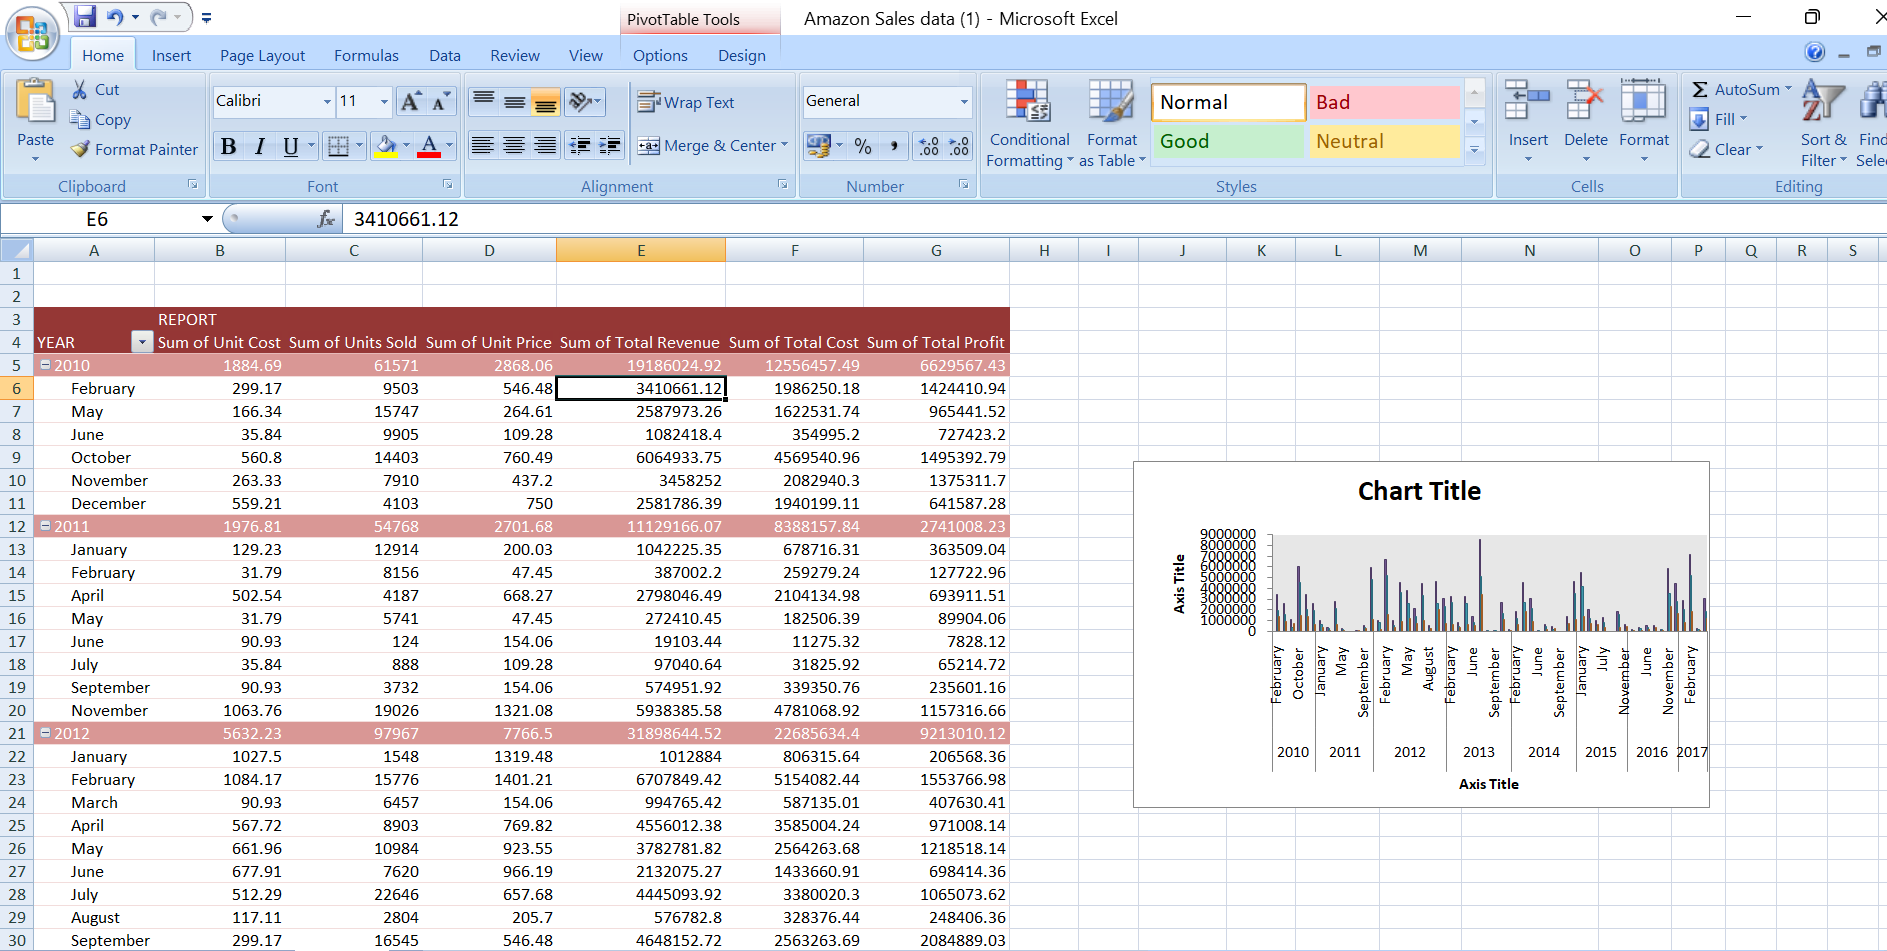 PivotTable Tools
Amazon Sales data (1) - Microsoft Excel
Home Insert Page Layout Formulas Data Review View Options Design
Paste
Cut
Copy
Format Painter
Clipboard
Calibri 11
B I U
Font
Wrap Text
Merge & Center
Alignment
General
%
Number
Conditional Formatting
Format as Table
Normal Bad
Good Neutral
Styles
Insert Delete Format
Cells
AutoSum
Fill
Clear
Sort & Filter
Find
Sele
Editing
E6 fx 3410661.12
A B C D E F G H I J K L M N O P Q R S
1
2
3 REPORT
4 YEAR Sum of Unit Cost Sum of Units Sold Sum of Unit Price Sum of Total Revenue Sum of Total Cost Sum of Total Profit
5 2010 1884.69 61571 2868.06 19186024.92 12556457.49 6629567.43
6 February 299.17 9503 546.48 3410661.12 1986250.18 1424410.94
7 May 166.34 15747 264.61 2587973.26 1622531.74 965441.52
8 June 35.84 9905 109.28 1082418.4 354995.2 727423.2
9 October 560.8 14403 760.49 6064933.75 4569540.96 1495392.79
10 November 263.33 7910 437.2 3458252 2082940.3 1375311.7
11 December 559.21 4103 750 2581786.39 1940199.11 641587.28
12 2011 1976.81 54768 2701.68 11129166.07 8388157.84 2741008.23
13 January 129.23 12914 200.03 1042225.35 678716.31 363509.04
14 February 31.79 8156 47.45 387002.2 259279.24 127722.96
15 April 502.54 4187 668.27 2798046.49 2104134.98 693911.51
16 May 31.79 5741 47.45 272410.45 182506.39 89904.06
17 June 90.93 124 154.06 19103.44 11275.32 7828.12
18 July 35.84 888 109.28 97040.64 31825.92 65214.72
19 September 90.93 3732 154.06 574951.92 339350.76 235601.16
20 November 1063.76 19026 1321.08 5938385.58 4781068.92 1157316.66
21 2012 5632.23 97967 7766.5 31898644.52 22685634.4 9213010.12
22 January 1027.5 1548 1319.48 1012884 806315.64 206568.36
23 February 1084.17 15776 1401.21 6707849.42 5154082.44 1553766.98
24 March 90.93 6457 154.06 994765.42 587135.01 407630.41
25 April 567.72 8903 769.82 4556012.38 3585004.24 971008.14
26 May 661.96 10984 923.55 3782781.82 2564263.68 1218518.14
27 June 677.91 7620 966.19 2132075.27 1433660.91 698414.36
28 July 512.29 22646 657.68 4445093.92 3380020.3 1065073.62
29 August 117.11 2804 205.7 576782.8 328376.44 248406.36
30 September 299.17 16545 546.48 4648152.72 2563263.69 2084889.03
Chart Title
Axis Title
9000000
8000000
7000000
6000000
5000000
4000000
3000000
2000000
1000000
0
February October January May September February May August February June September February June September January July November June November February
2010 2011 2012 2013 2014 2015 2016 2017
Axis Title